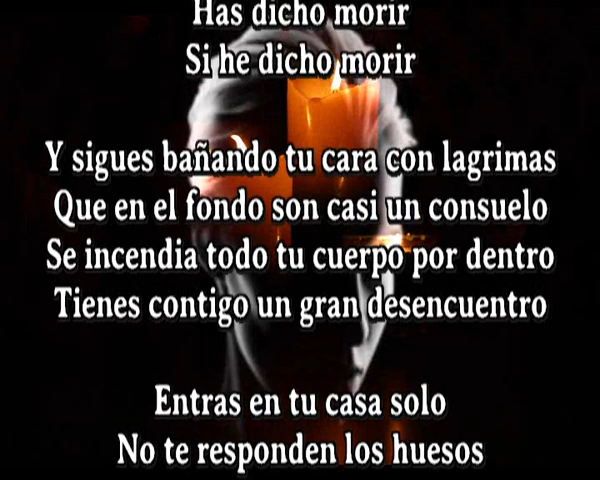 Has dicho morir
Si he dicho morir
Y sigues bañando tu cara con lagrimas
Que en el fondo son casi un consuelo
Se incendia todo tu cuerpo por dentro
Tienes contigo un gran desencuentro
Entras en tu casa solo
No te responden los huesos